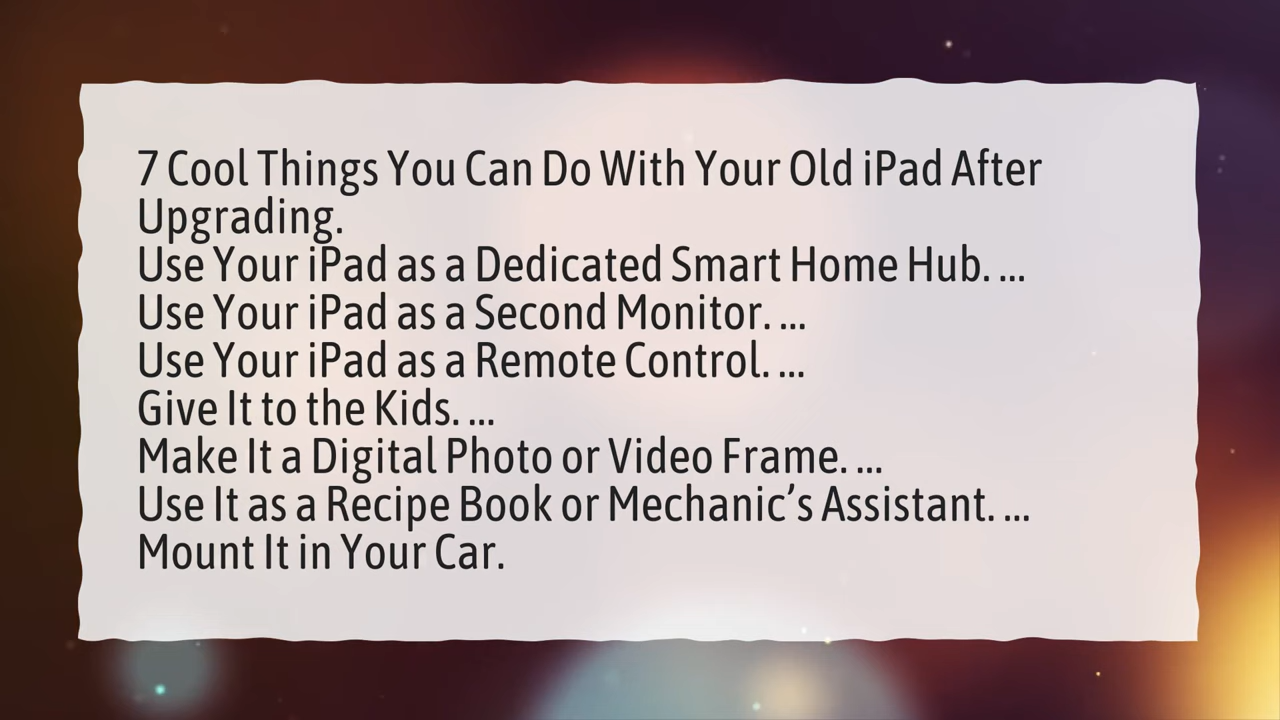 7 Cool Things You Can Do With Your Old iPad After
Upgrading.
Use Your iPad as a Dedicated Smart Home Hub. ...
Use Your iPad as a Second Monitor. ...
Use Your iPad as a Remote Control. ...
Give It to the Kids. ...
Make It a Digital Photo or Video Frame. ...
Use It as a Recipe Book or Mechanic’s Assistant. ...
Mount It in Your Car.